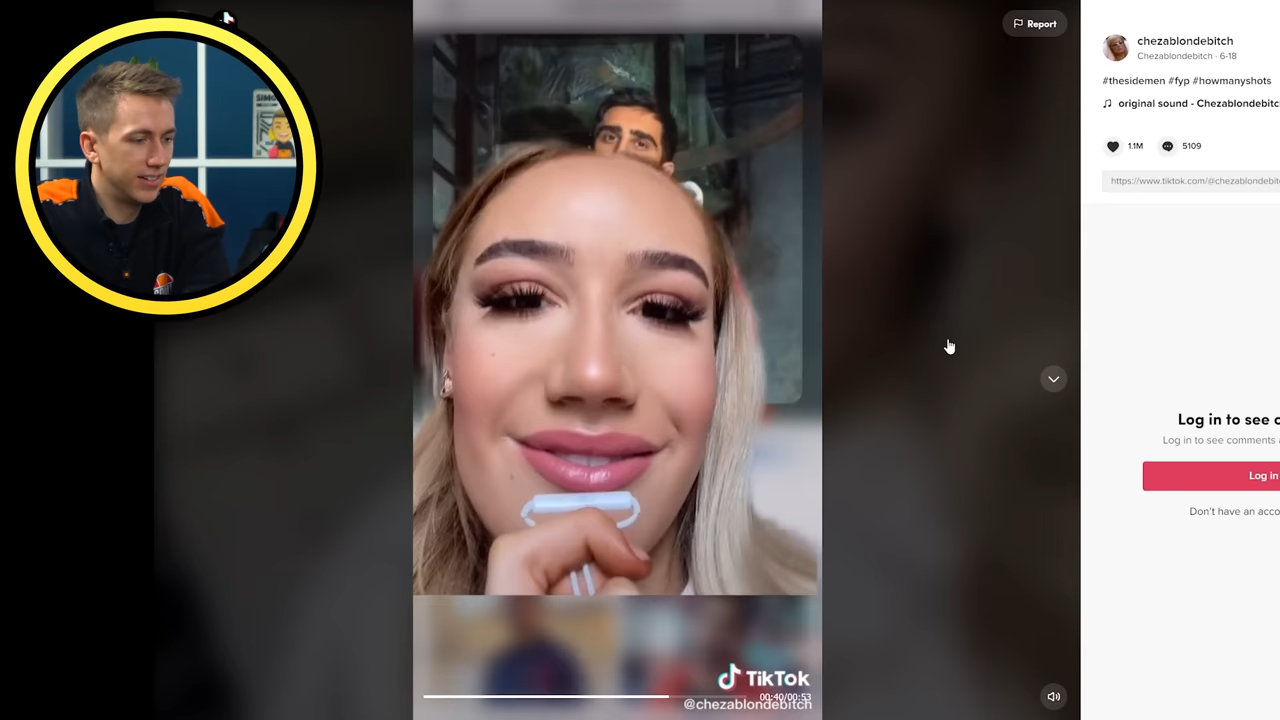 Report
chezablondebitch
Chezablondebitch · 6-18
#thesidemen #fyp #howmanyshots
original sound - Chezablondebitc
1.1M
5109
https://www.tiktok.com/@chezablondebit
Log in to see c
Log in to see comments a
Log in
Don't have an acco
SIMO
TikTok
00:40/00:53
@chezablondebitch